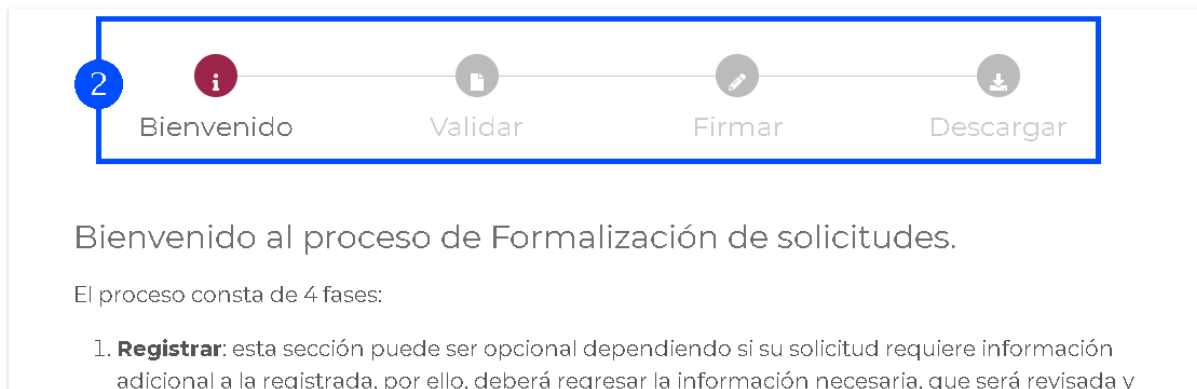 2
Bienvenido Validar Firmar Descargar
Bienvenido al proceso de Formalización de solicitudes.
El proceso consta de 4 fases:
1. Registrar: esta sección puede ser opcional dependiendo si su solicitud requiere información
adicional a la registrada, por ello, deberá regresar la información necesaria, que será revisada y